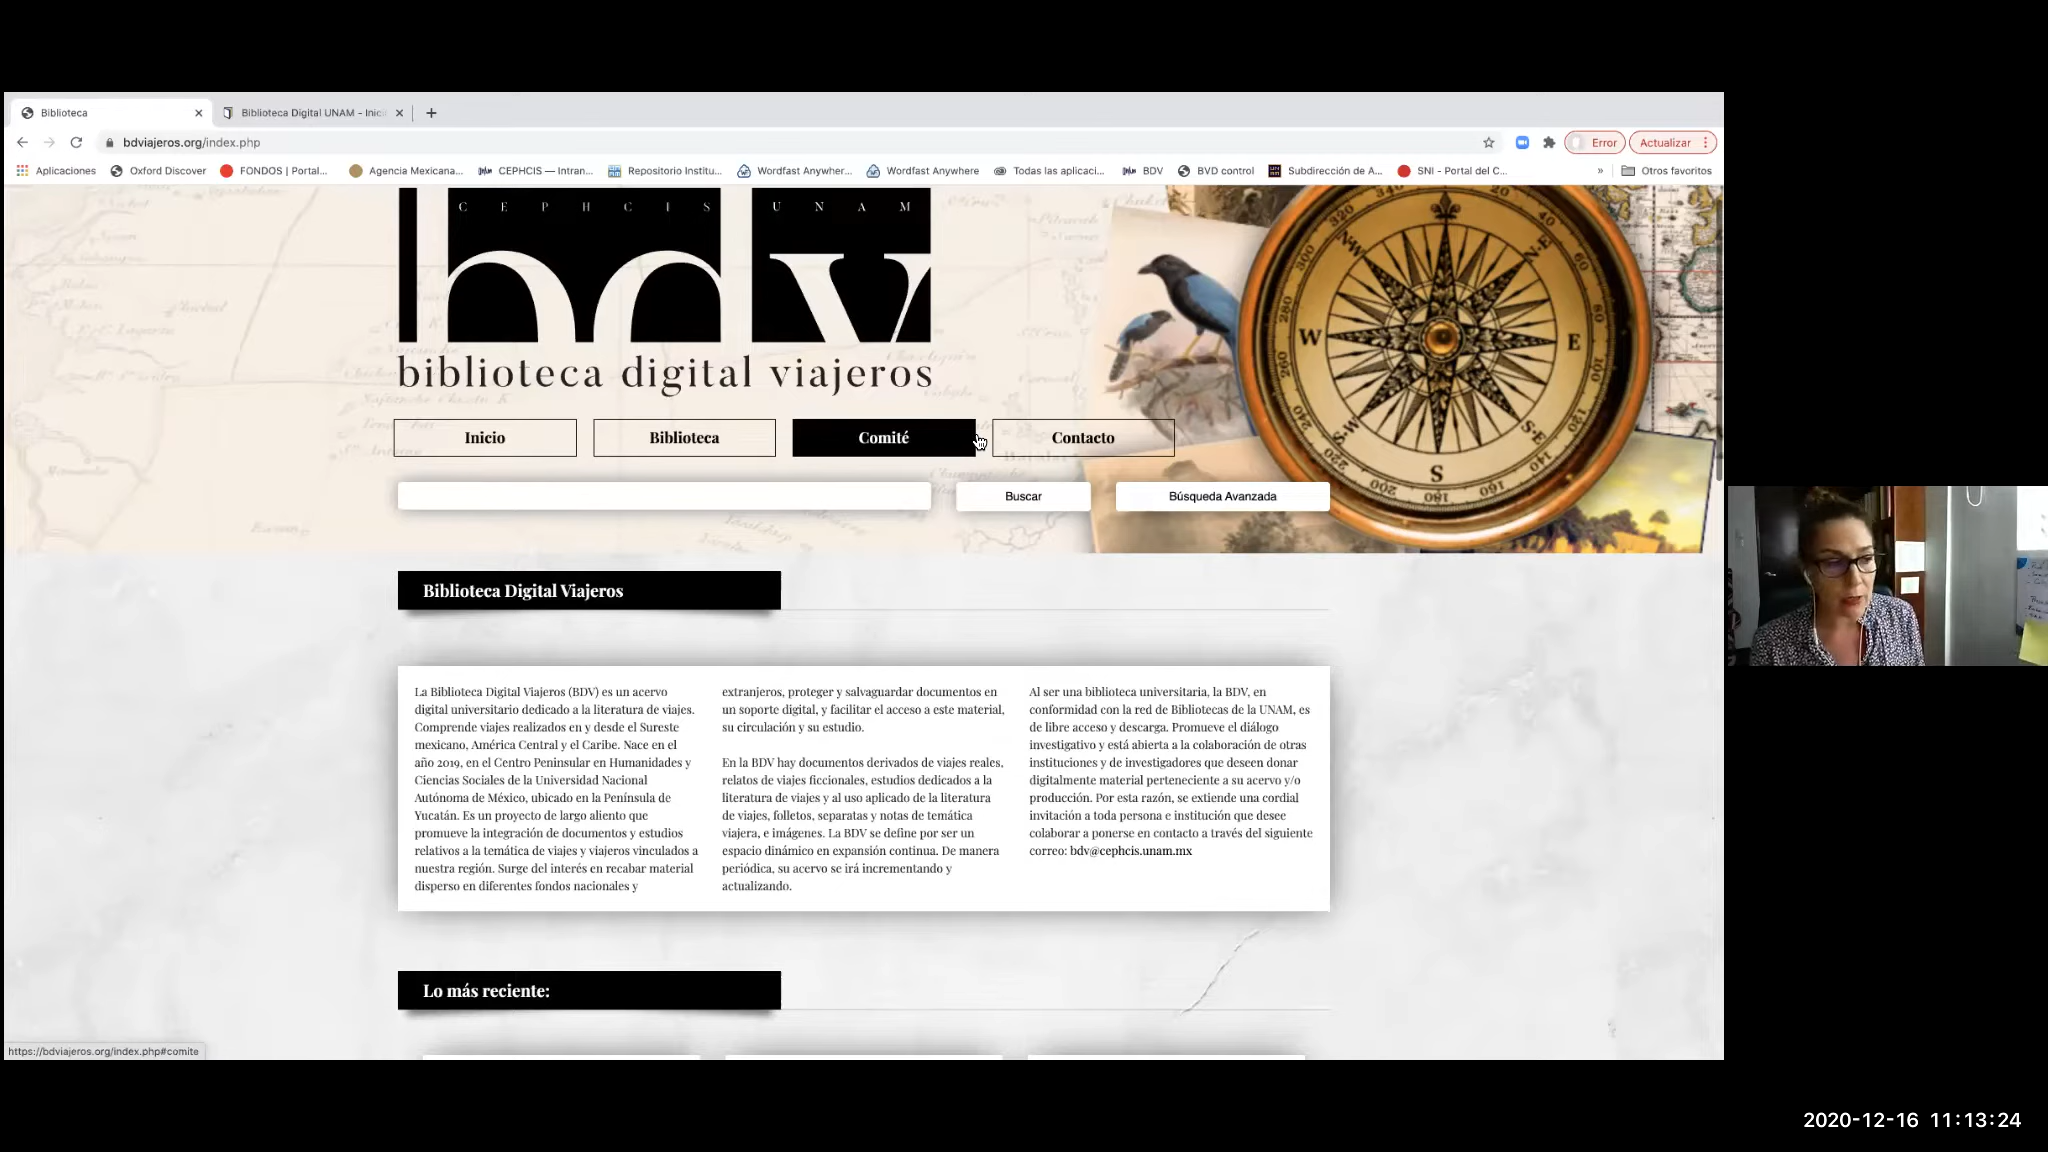 Biblioteca
Biblioteca Digital UNAM - Inici
bdviajeros.org/index.php
Error
Actualizar
Aplicaciones
Oxford Discover
FONDOS | Portal...
Agencia Mexicana...
CEPHCIS — Intran...
Repositorio Institu...
Wordfast Anywher...
Wordfast Anywhere
Todas las aplicaci...
BDV
BVD control
Subdirección de A...
SNI - Portal del C...
»
Otros favoritos
CEPHCIS UNAM
bdv
biblioteca digital viajeros
Inicio
Biblioteca
Comité
Contacto
Buscar
Búsqueda Avanzada
N-W
N-E
W
E
S-W
S-E
S
Biblioteca Digital Viajeros
La Biblioteca Digital Viajeros (BDV) es un acervo
digital universitario dedicado a la literatura de viajes.
Comprende viajes realizados en y desde el Sureste
mexicano, América Central y el Caribe. Nace en el
año 2019, en el Centro Peninsular en Humanidades y
Ciencias Sociales de la Universidad Nacional
Autónoma de México, ubicado en la Península de
Yucatán. Es un proyecto de largo aliento que
promueve la integración de documentos y estudios
relativos a la temática de viajes y viajeros vinculados a
nuestra región. Surge del interés en recabar material
disperso en diferentes fondos nacionales y
extranjeros, proteger y salvaguardar documentos en
un soporte digital, y facilitar el acceso a este material,
su circulación y su estudio.
En la BDV hay documentos derivados de viajes reales,
relatos de viajes ficcionales, estudios dedicados a la
literatura de viajes y al uso aplicado de la literatura
de viajes, folletos, separatas y notas de temática
viajera, e imágenes. La BDV se define por ser un
espacio dinámico en expansión continua. De manera
periódica, su acervo se irá incrementando y
actualizando.
Al ser una biblioteca universitaria, la BDV, en
conformidad con la red de Bibliotecas de la UNAM, es
de libre acceso y descarga. Promueve el diálogo
investigativo y está abierta a la colaboración de otras
instituciones y de investigadores que deseen donar
digitalmente material perteneciente a su acervo y/o
producción. Por esta razón, se extiende una cordial
invitación a toda persona e institución que desee
colaborar a ponerse en contacto a través del siguiente
correo: bdv@cephcis.unam.mx
Lo más reciente:
https://bdviajeros.org/index.php#comite
2020-12-16 11:13:24